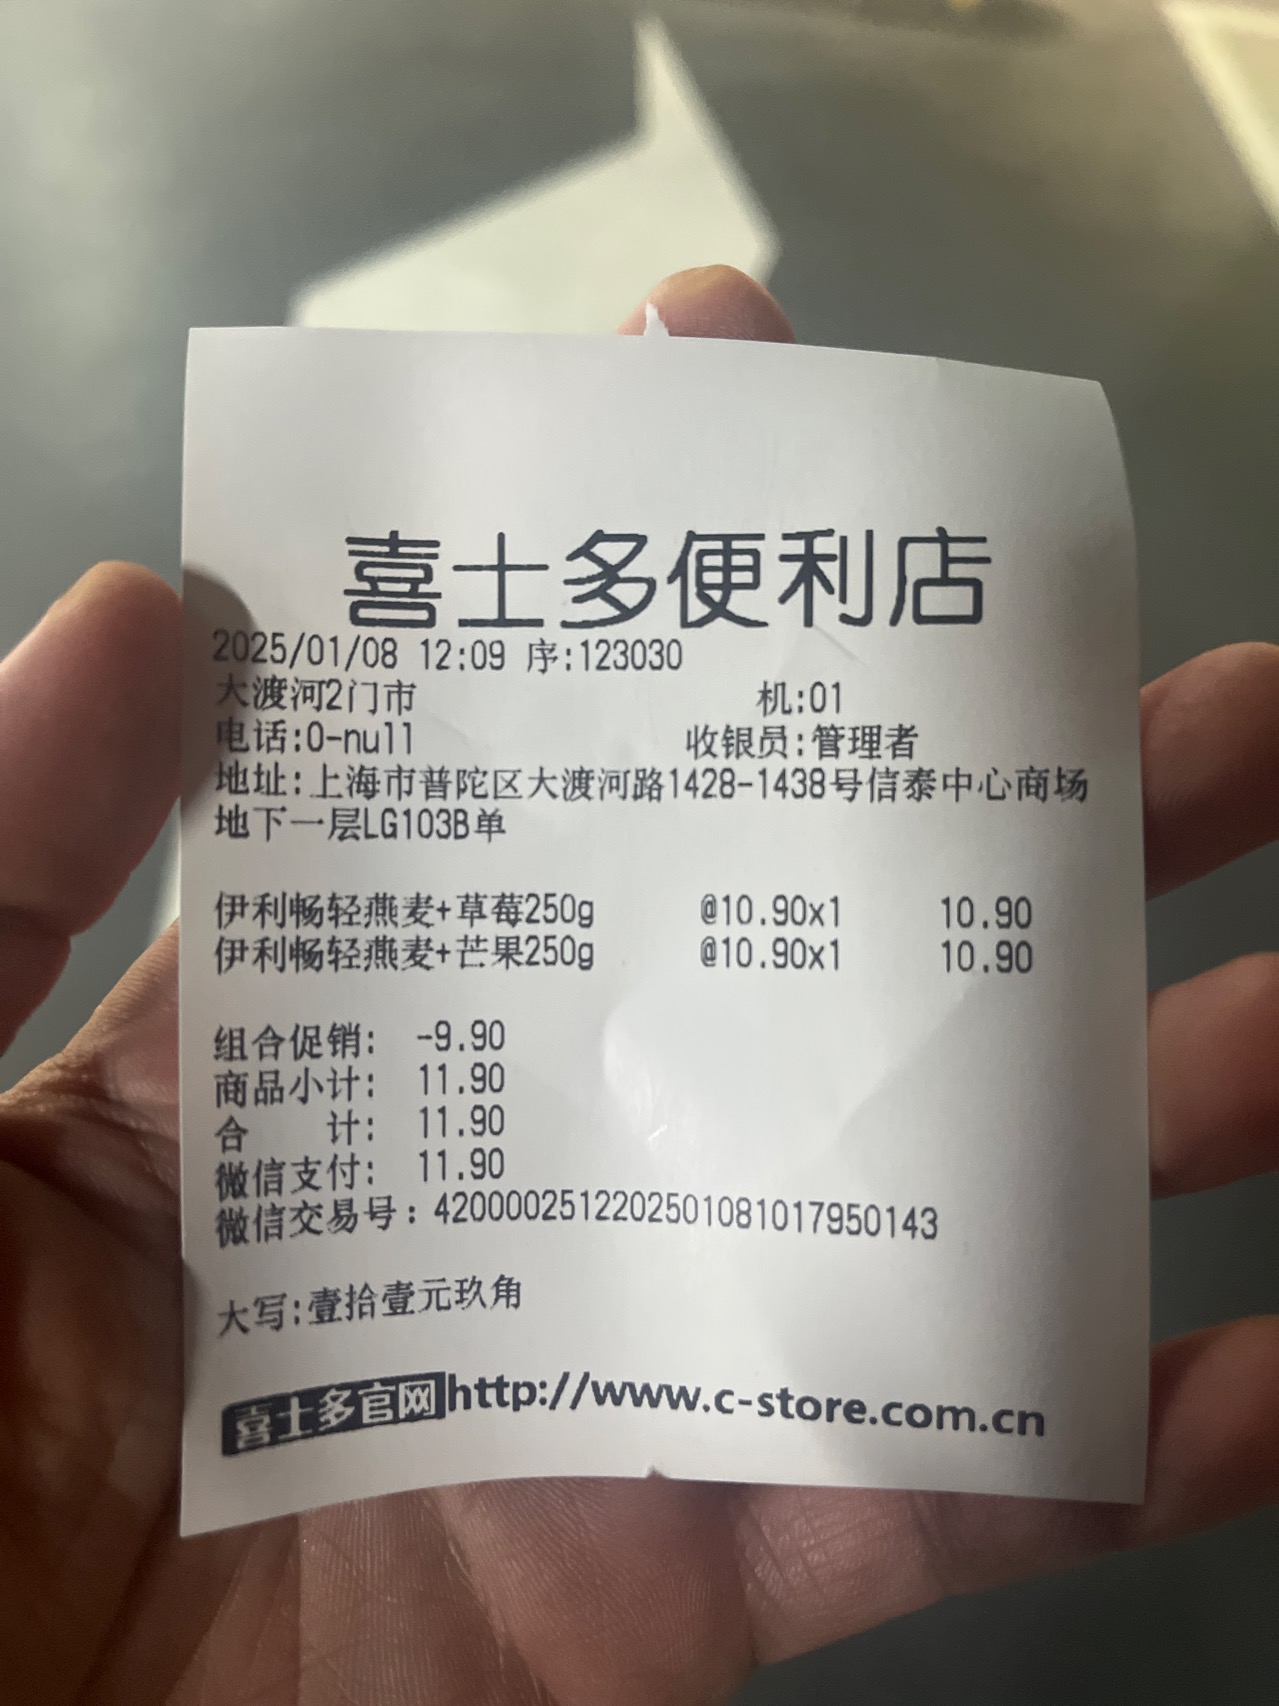 喜士多便利店
2025/01/08 12:09 序:123030
大渡河2门市 机:01
电话:0-null 收银员:管理者
地址:上海市普陀区大渡河路1428-1438号信泰中心商场
地下一层LG103B单
伊利畅轻燕麦+草莓250g @10.90x1 10.90
伊利畅轻燕麦+芒果250g @10.90x1 10.90
组合促销: -9.90
商品小计: 11.90
合 计: 11.90
微信支付: 11.90
微信交易号: 4200002512202501081017950143
大写:壹拾壹元玖角
喜士多官网http://www.c-store.com.cn